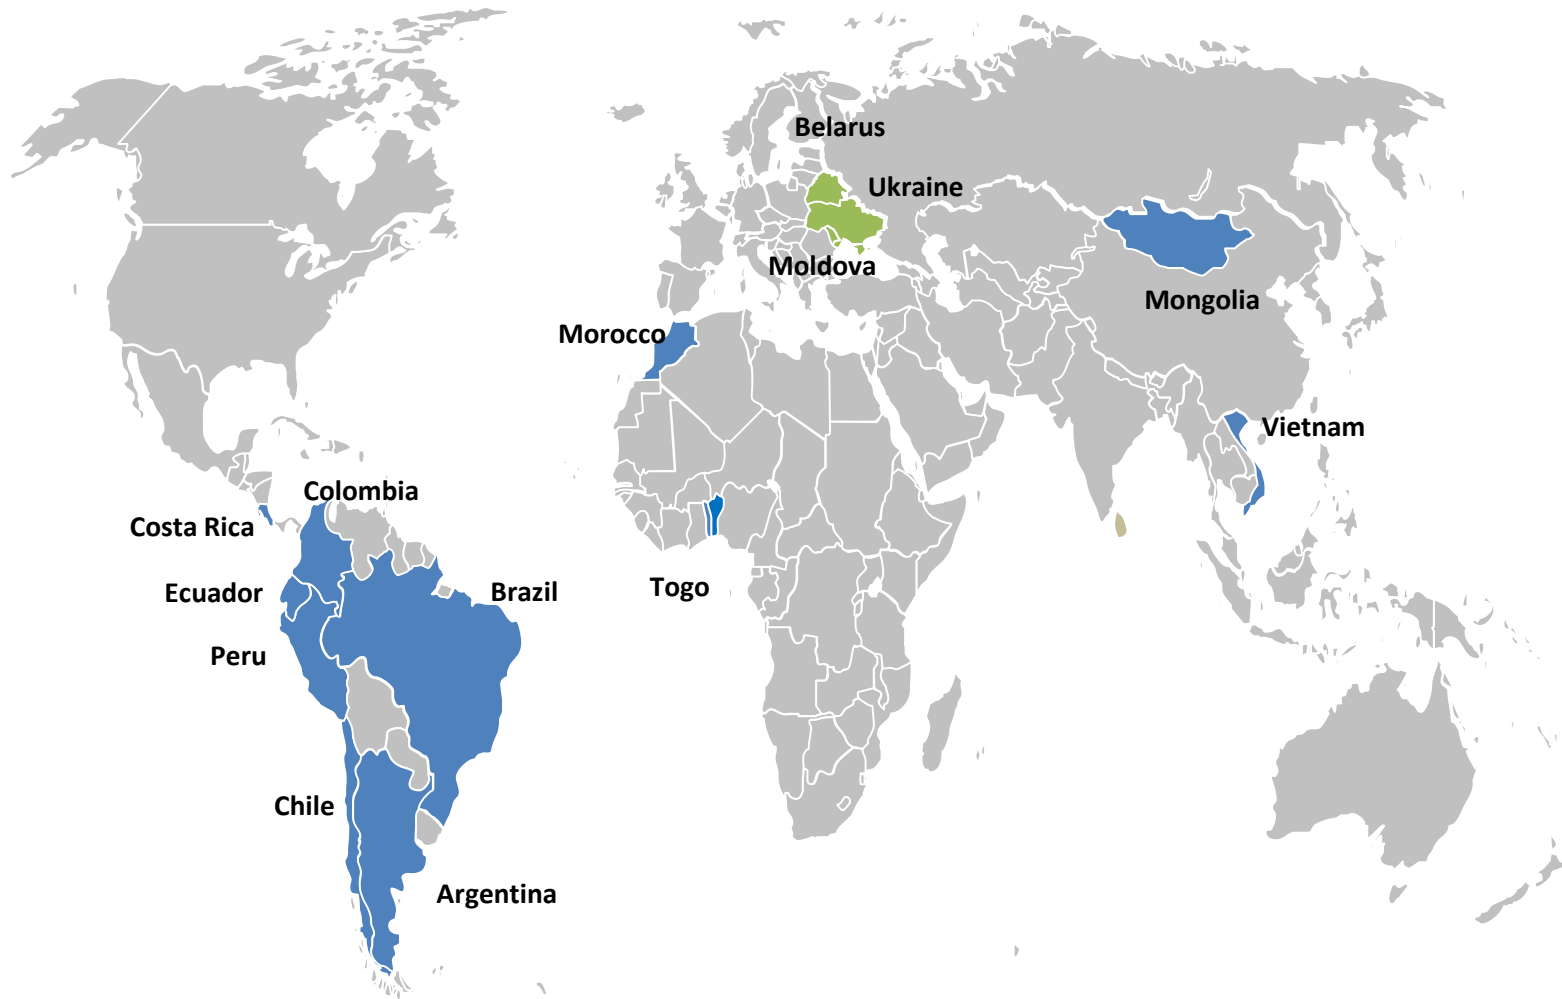 Belarus
Ukraine
Moldova
Mongolia
Morocco
Vietnam
Colombia
Costa Rica
Ecuador
Brazil
Togo
Peru
Chile
Argentina